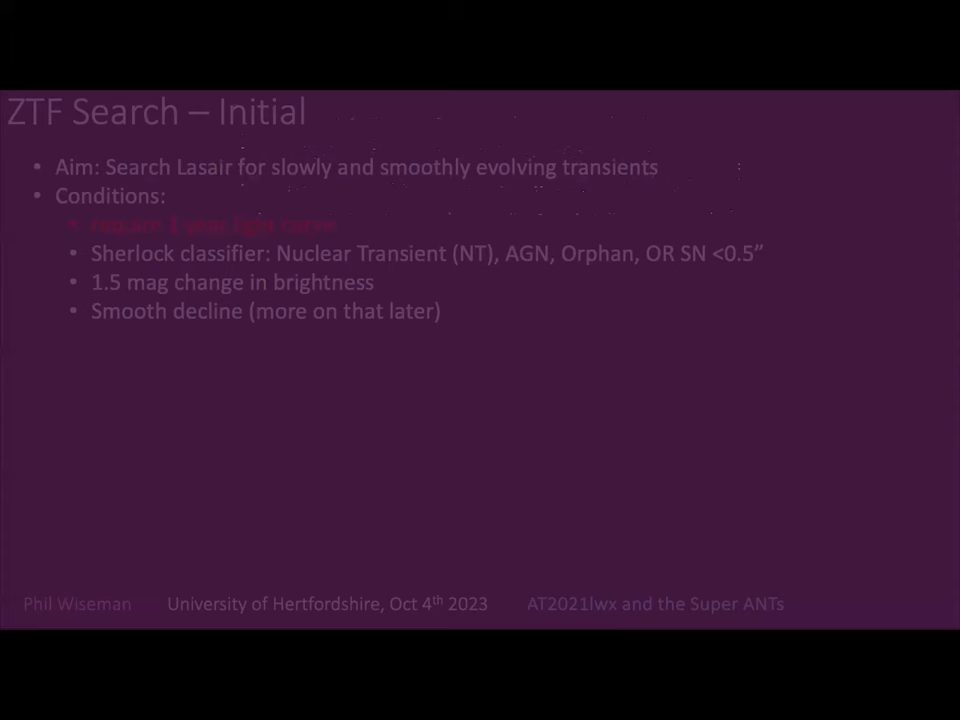 ZTF Search – Initial
• Aim: Search Lasair for slowly and smoothly evolving transients
• Conditions:
• require 1 year light curve
• Sherlock classifier: Nuclear Transient (NT), AGN, Orphan, OR SN <0.5”
• 1.5 mag change in brightness
• Smooth decline (more on that later)
Phil Wiseman University of Hertfordshire, Oct 4th 2023 AT2021lwx and the Super ANTs